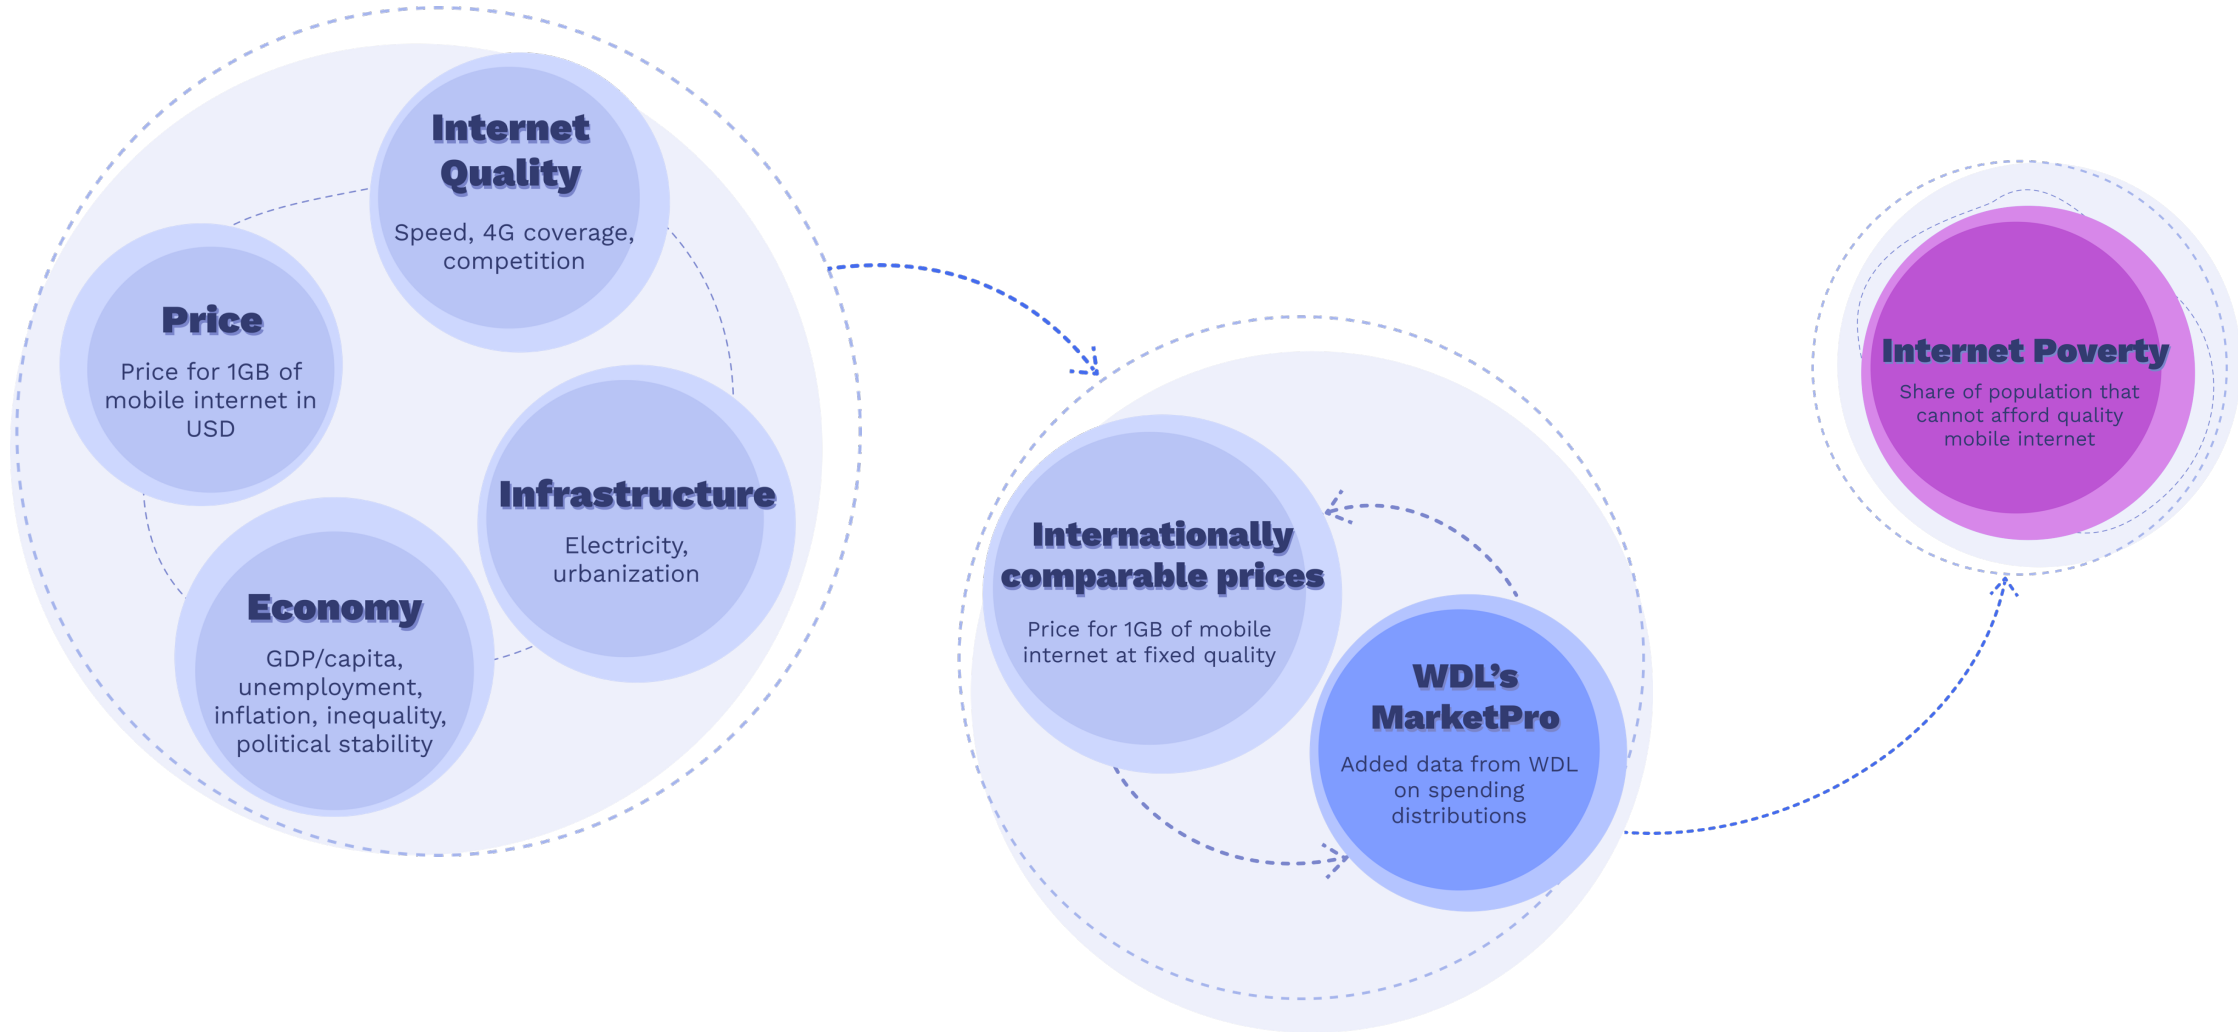 Internet
Quality
Speed, 4G coverage,
competition
Price
Price for 1GB of
mobile internet in
USD
Infrastructure
Electricity,
urbanization
Economy
GDP/capita,
unemployment,
inflation, inequality,
political stability
Internationally
comparable prices
Price for 1GB of mobile
internet at fixed quality
WDL’s
MarketPro
Added data from WDL
on spending
distributions
Internet Poverty
Share of population that
cannot afford quality
mobile internet